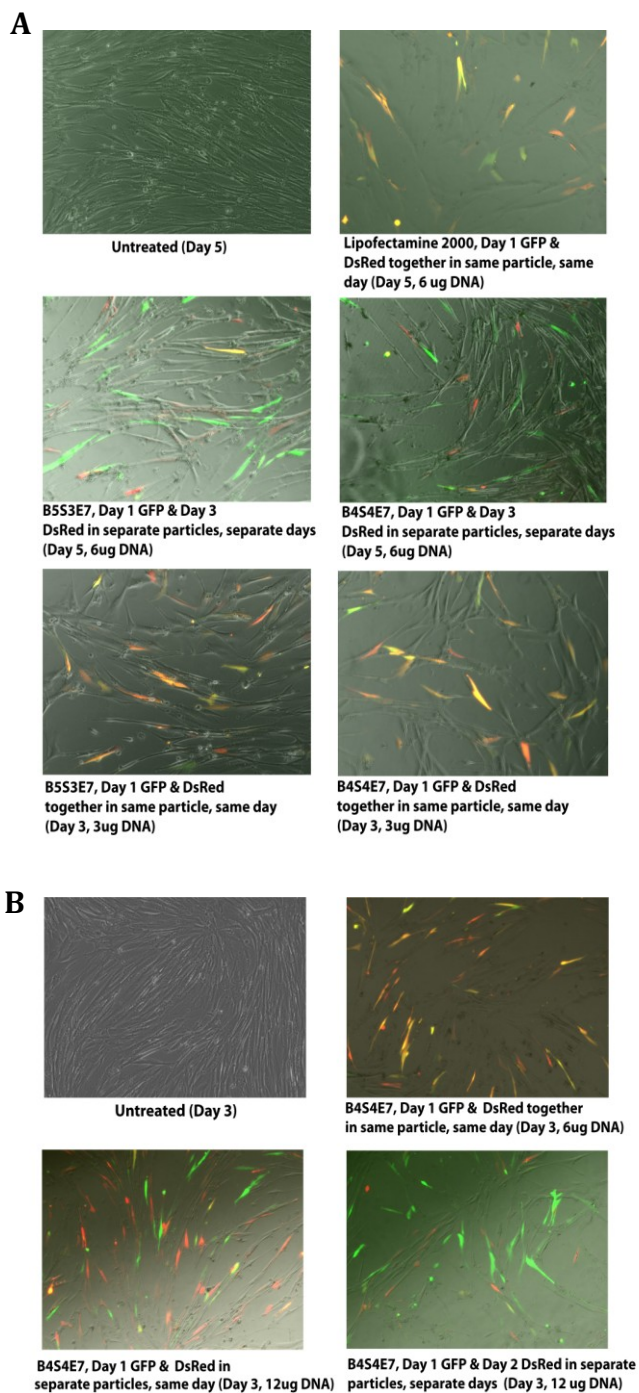 A
Untreated (Day 5)
Lipofectamine 2000, Day 1 GFP &
DsRed together in same particle, same
day (Day 5, 6 ug DNA)
B5S3E7, Day 1 GFP & Day 3
DsRed in separate particles, separate days
(Day 5, 6ug DNA)
B4S4E7, Day 1 GFP & Day 3
DsRed in separate particles, separate days
(Day 5, 6ug DNA)
B5S3E7, Day 1 GFP & DsRed
together in same particle, same day
(Day 3, 3ug DNA)
B4S4E7, Day 1 GFP & DsRed
together in same particle, same day
(Day 3, 3ug DNA)
B
Untreated (Day 3)
B4S4E7, Day 1 GFP & DsRed together
in same particle, same day (Day 3, 6ug DNA)
B4S4E7, Day 1 GFP & DsRed in
separate particles, same day (Day 3, 12ug DNA)
B4S4E7, Day 1 GFP & Day 2 DsRed in separate
particles, separate days (Day 3, 12 ug DNA)